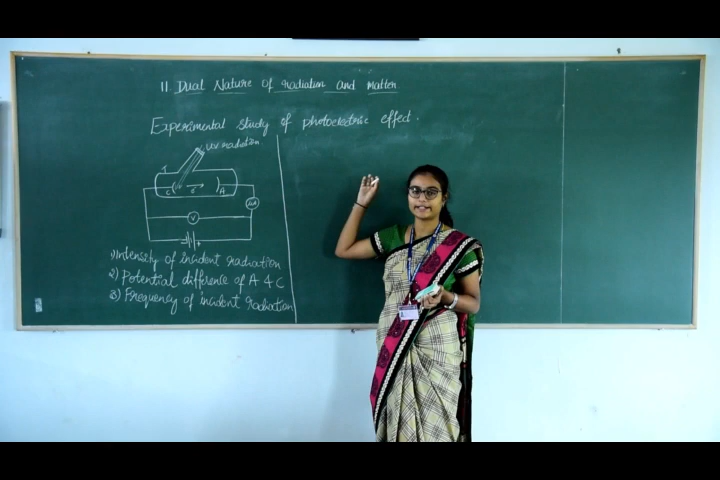 11. Dual Nature of radiation and matter
Experimental study of photoelectric effect.
UV radiation
T
C e⁻ A
μA
V
- +
1) Intensity of incident radiation
2) Potential difference of A & C
3) Frequency of incident radiation